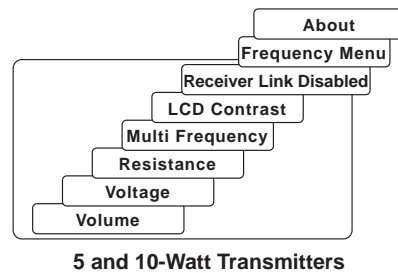 About
Frequency Menu
Receiver Link Disabled
LCD Contrast
Multi Frequency
Resistance
Voltage
Volume
5 and 10-Watt Transmitters